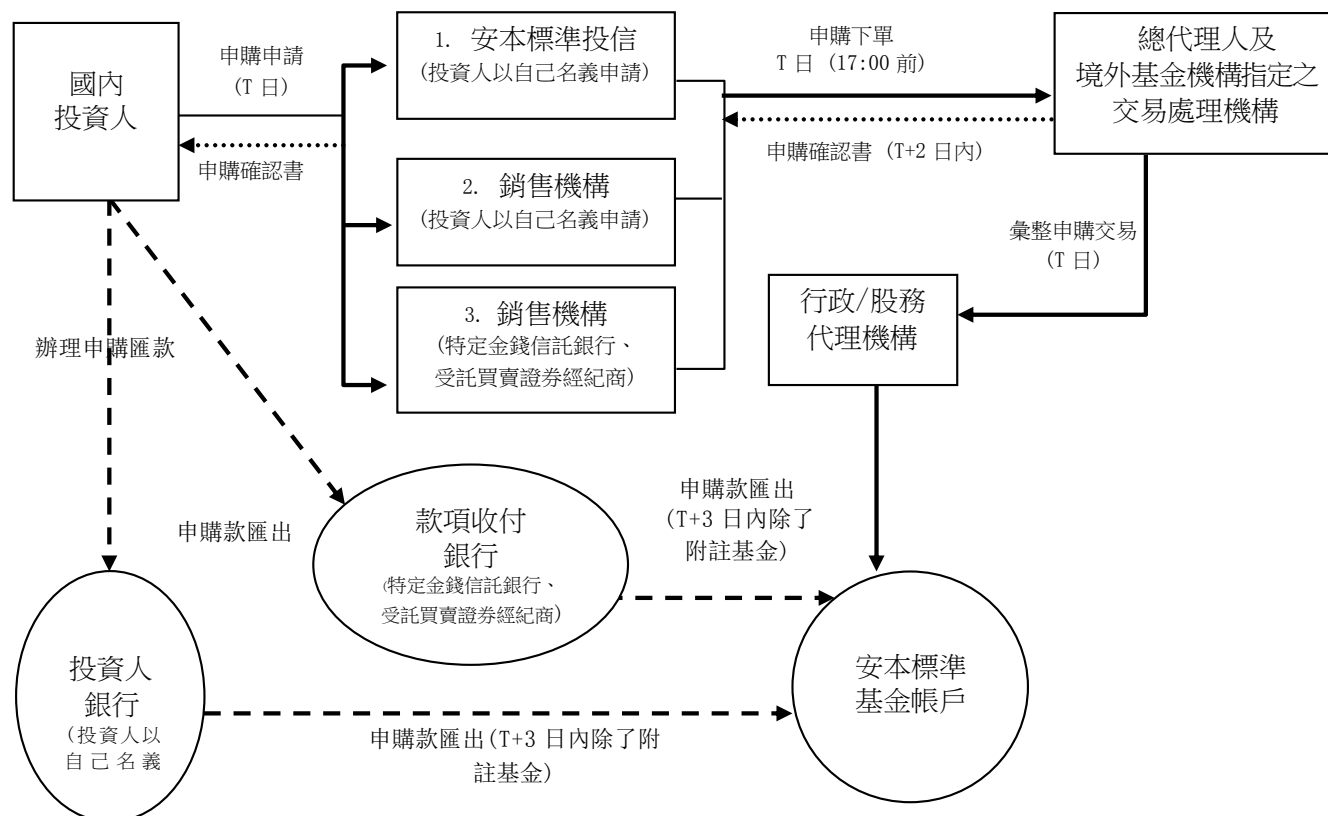 國內
投資人
申購申請
(T 日)
申購確認書
1. 安本標準投信
(投資人以自己名義申請)
2. 銷售機構
(投資人以自己名義申請)
3. 銷售機構
(特定金錢信託銀行、
受託買賣證券經紀商)
申購下單
T 日 (17:00 前)
申購確認書 (T+2 日內)
總代理人及
境外基金機構指定之
交易處理機構
彙整申購交易
(T 日)
行政/股務
代理機構
辦理申購匯款
申購款匯出
款項收付
銀行
(特定金錢信託銀行、
受託買賣證券經紀商)
申購款匯出
(T+3 日內除了
附註基金)
投資人
銀行
(投資人以
自己名義
申購款匯出(T+3 日內除了附
註基金)
安本標準
基金帳戶